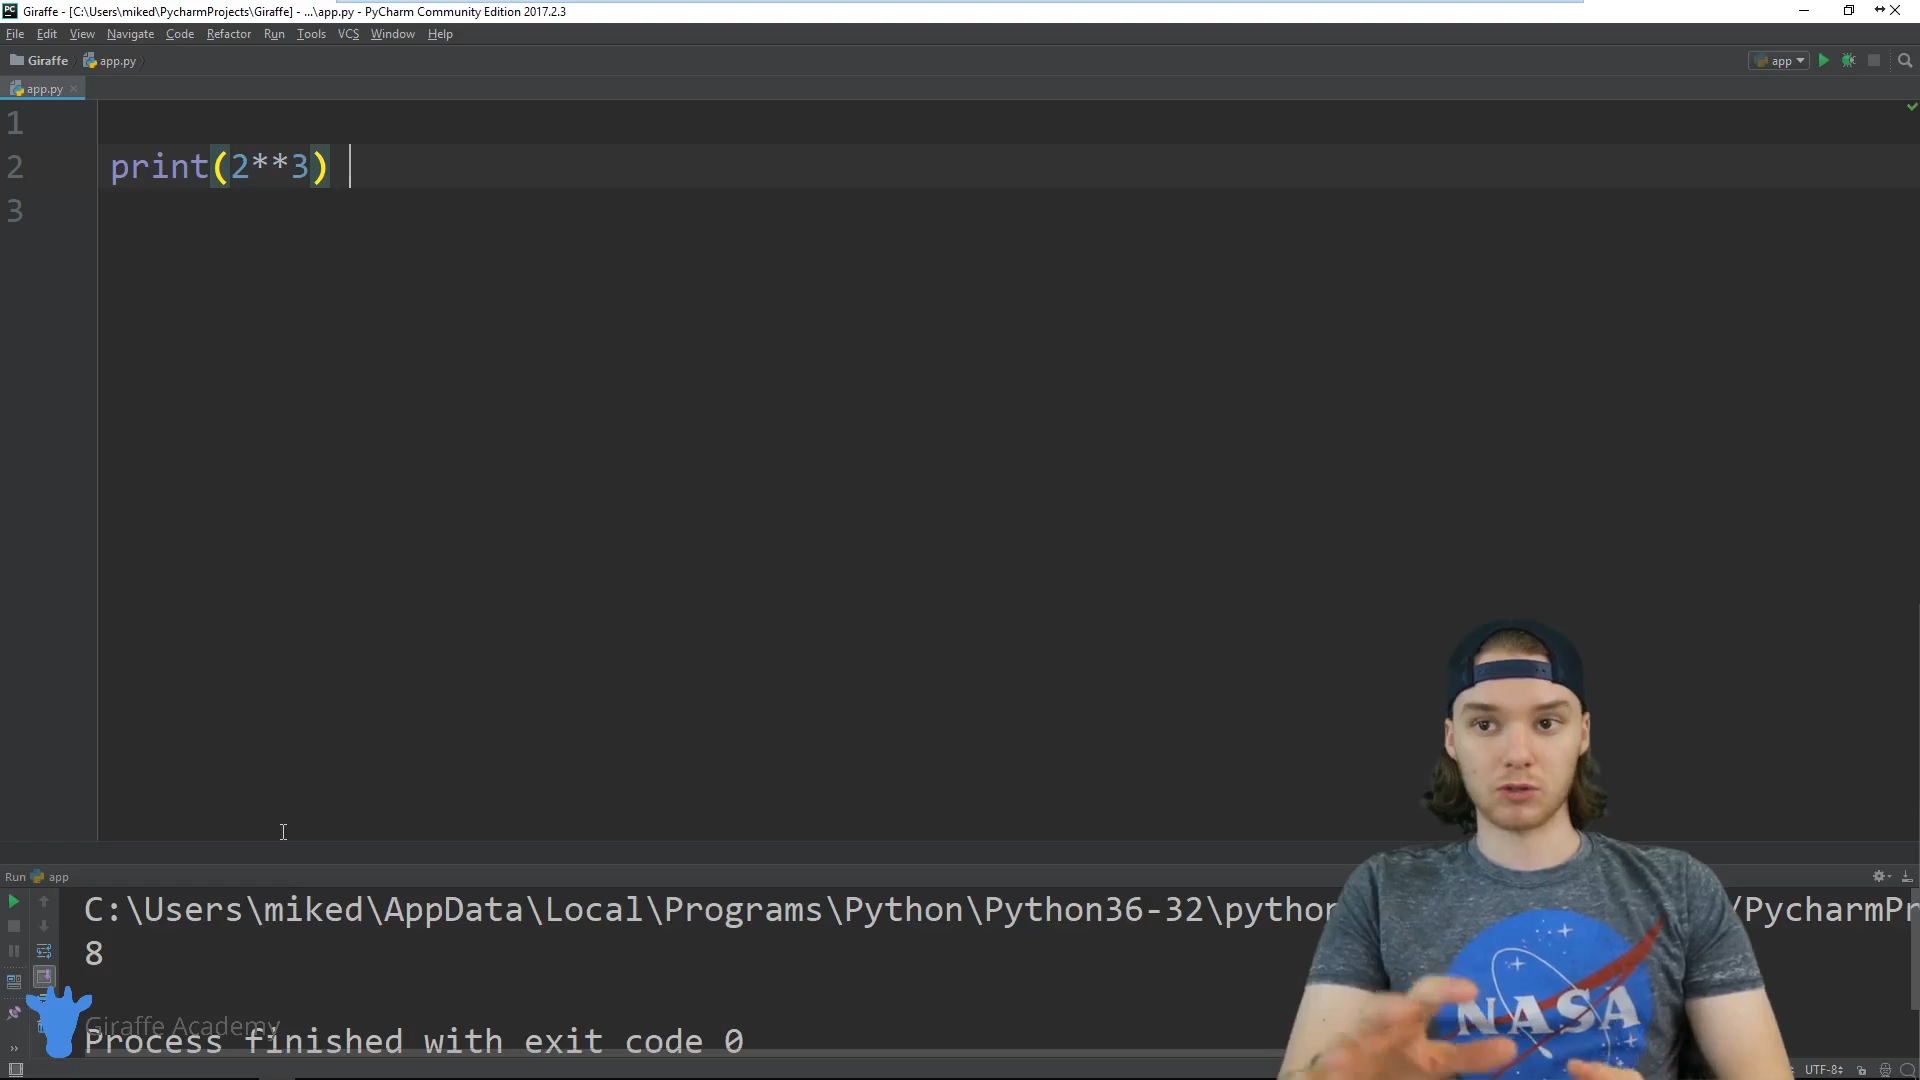 Giraffe - [C:\Users\miked\PycharmProjects\Giraffe] - ...\app.py - PyCharm Community Edition 2017.2.3
File Edit View Navigate Code Refactor Run Tools VCS Window Help
Giraffe app.py
app
app.py
1
2 print(2**3)
3
Run app
C:\Users\miked\AppData\Local\Programs\Python\Python36-32\python /PycharmPr
8
Giraffe Academy
Process finished with exit code 0
NASA
UTF-8